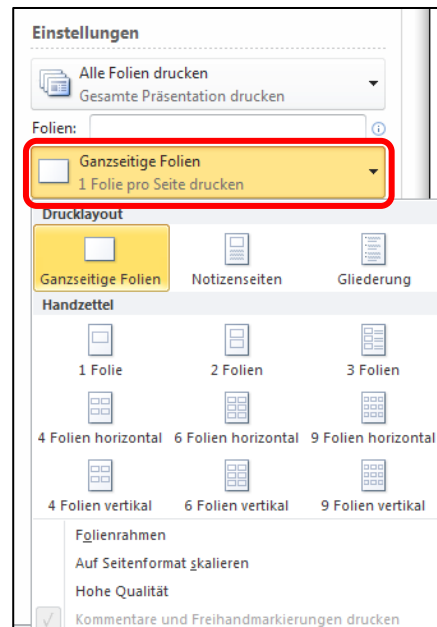 Einstellungen
Alle Folien drucken
Gesamte Präsentation drucken
Folien:
Ganzseitige Folien
1 Folie pro Seite drucken
Drucklayout
Ganzseitige Folien Notizenseiten Gliederung
Handzettel
1 Folie 2 Folien 3 Folien
4 Folien horizontal 6 Folien horizontal 9 Folien horizontal
4 Folien vertikal 6 Folien vertikal 9 Folien vertikal
Folienrahmen
Auf Seitenformat skalieren
Hohe Qualität
Kommentare und Freihandmarkierungen drucken